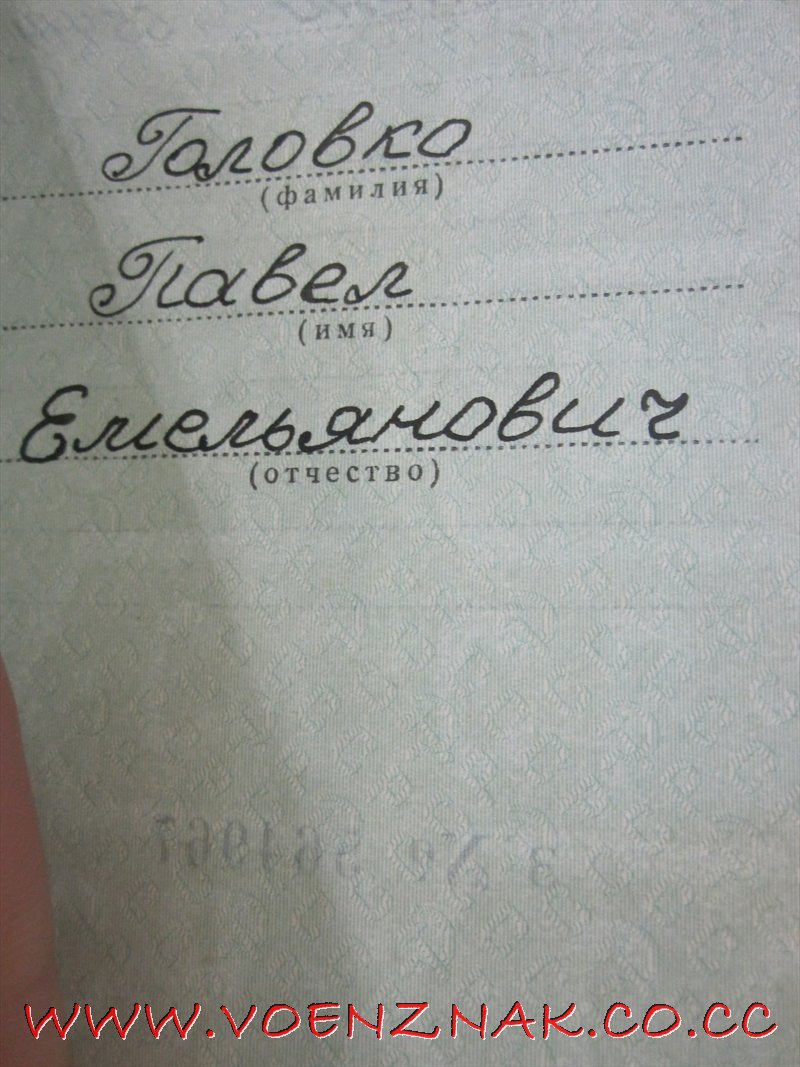 Головко
(фамилия)
Павел
(имя)
Емельянович
(отчество)
WWW.VOENZNAK.CO.CC